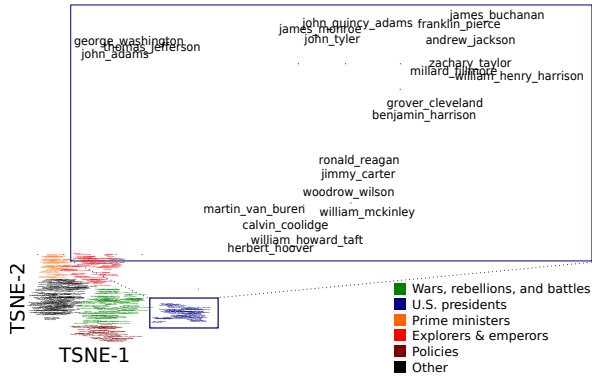 james_buchanan
john_quincy_adams
franklin_pierce
james_monroe
george_washington
john_tyler
andrew_jackson
thomas_jefferson
john_adams
zachary_taylor
millard_fillmore
william_henry_harrison
grover_cleveland
benjamin_harrison
ronald_reagan
jimmy_carter
woodrow_wilson
martin_van_buren
william_mckinley
calvin_coolidge
william_howard_taft
herbert_hoover
TSNE-2
TSNE-1
Wars, rebellions, and battles
U.S. presidents
Prime ministers
Explorers & emperors
Policies
Other